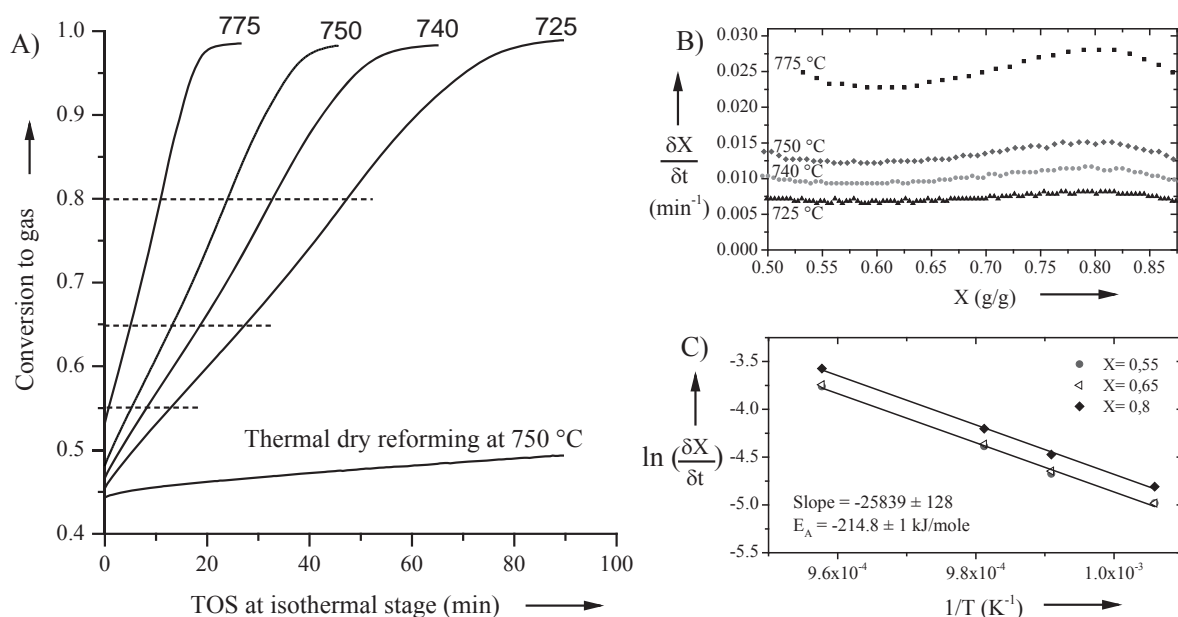 A)
775
750
740
725
1.0
0.9
0.8
0.7
0.6
0.5
0.4
Conversion to gas
Thermal dry reforming at 750 °C
0
20
40
60
80
100
TOS at isothermal stage (min)
B)
0.030
0.025
0.020
0.015
0.010
0.005
0.000
δX
δt
(min⁻¹)
775 °C
750 °C
740 °C
725 °C
0.50
0.55
0.60
0.65
0.70
0.75
0.80
0.85
X (g/g)
C)
-3.5
-4.0
-4.5
-5.0
-5.5
ln (δX/δt)
X= 0,55
X= 0,65
X= 0,8
Slope = -25839 ± 128
E_A = -214.8 ± 1 kJ/mole
9.6x10⁻⁴
9.8x10⁻⁴
1.0x10⁻³
1/T (K⁻¹)